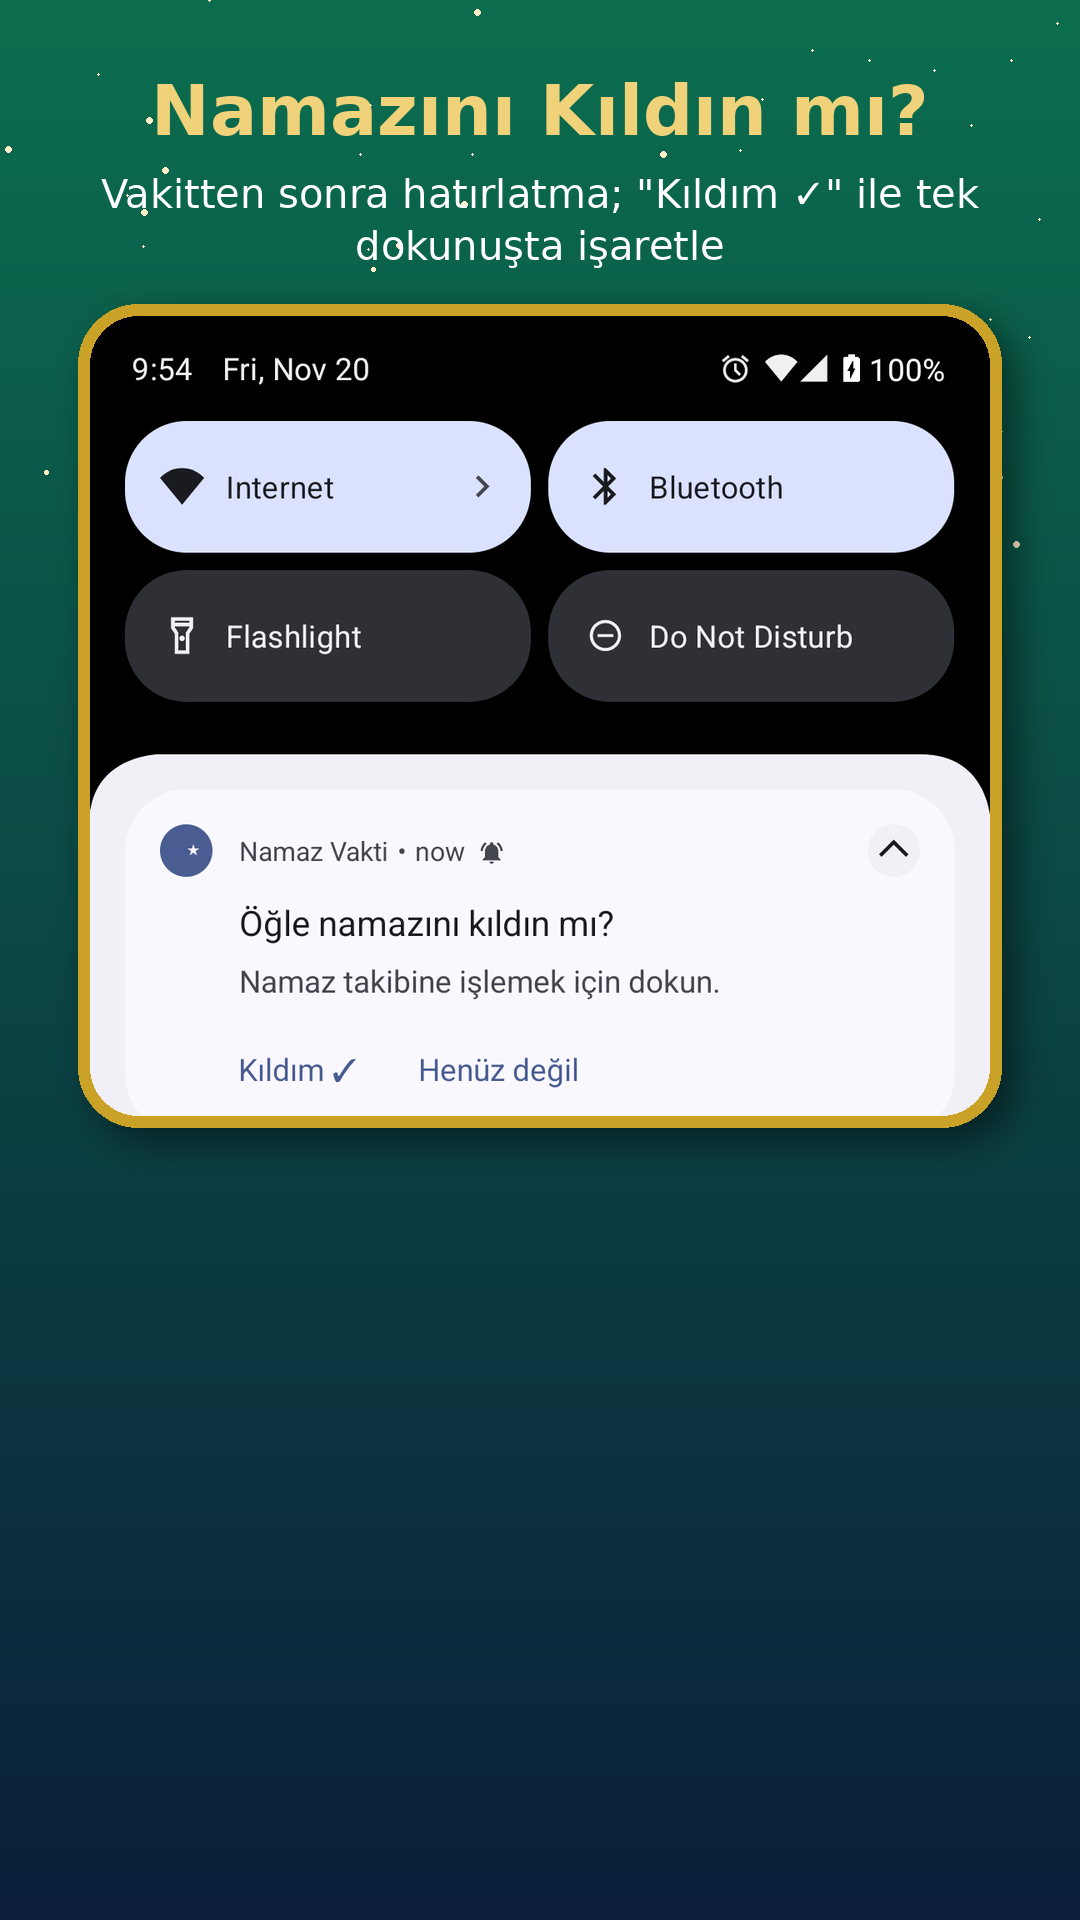 Namazını Kıldın mı?
Vakitten sonra hatırlatma; "Kıldım ✓" ile tek
dokunuşta işaretle
9:54 Fri, Nov 20 100%
Internet Bluetooth
Flashlight Do Not Disturb
Namaz Vakti • now
Öğle namazını kıldın mı?
Namaz takibine işlemek için dokun.
Kıldım ✓ Henüz değil